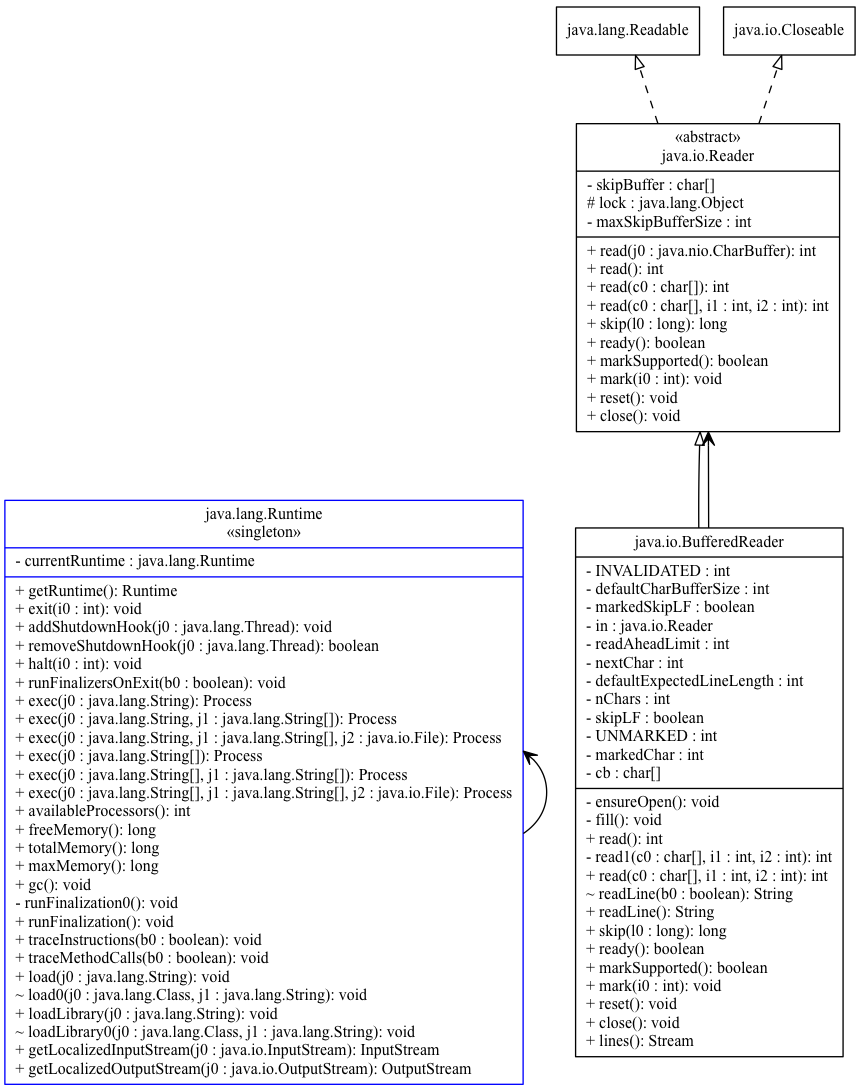 java.lang.Readable
java.io.Closeable
«abstract»
java.io.Reader
- skipBuffer : char[]
# lock : java.lang.Object
- maxSkipBufferSize : int
+ read(j0 : java.nio.CharBuffer): int
+ read(): int
+ read(c0 : char[]): int
+ read(c0 : char[], i1 : int, i2 : int): int
+ skip(l0 : long): long
+ ready(): boolean
+ markSupported(): boolean
+ mark(i0 : int): void
+ reset(): void
+ close(): void
java.lang.Runtime
«singleton»
- currentRuntime : java.lang.Runtime
+ getRuntime(): Runtime
+ exit(i0 : int): void
+ addShutdownHook(j0 : java.lang.Thread): void
+ removeShutdownHook(j0 : java.lang.Thread): boolean
+ halt(i0 : int): void
+ runFinalizersOnExit(b0 : boolean): void
+ exec(j0 : java.lang.String): Process
+ exec(j0 : java.lang.String, j1 : java.lang.String[]): Process
+ exec(j0 : java.lang.String, j1 : java.lang.String[], j2 : java.io.File): Process
+ exec(j0 : java.lang.String[]): Process
+ exec(j0 : java.lang.String[], j1 : java.lang.String[]): Process
+ exec(j0 : java.lang.String[], j1 : java.lang.String[], j2 : java.io.File): Process
+ availableProcessors(): int
+ freeMemory(): long
+ totalMemory(): long
+ maxMemory(): long
+ gc(): void
- runFinalization0(): void
+ runFinalization(): void
+ traceInstructions(b0 : boolean): void
+ traceMethodCalls(b0 : boolean): void
+ load(j0 : java.lang.String): void
~ load0(j0 : java.lang.Class, j1 : java.lang.String): void
+ loadLibrary(j0 : java.lang.String): void
~ loadLibrary0(j0 : java.lang.Class, j1 : java.lang.String): void
+ getLocalizedInputStream(j0 : java.io.InputStream): InputStream
+ getLocalizedOutputStream(j0 : java.io.OutputStream): OutputStream
java.io.BufferedReader
- INVALIDATED : int
- defaultCharBufferSize : int
- markedSkipLF : boolean
- in : java.io.Reader
- readAheadLimit : int
- nextChar : int
- defaultExpectedLineLength : int
- nChars : int
- skipLF : boolean
- UNMARKED : int
- markedChar : int
- cb : char[]
- ensureOpen(): void
- fill(): void
+ read(): int
- read1(c0 : char[], i1 : int, i2 : int): int
+ read(c0 : char[], i1 : int, i2 : int): int
~ readLine(b0 : boolean): String
+ readLine(): String
+ skip(l0 : long): long
+ ready(): boolean
+ markSupported(): boolean
+ mark(i0 : int): void
+ reset(): void
+ close(): void
+ lines(): Stream